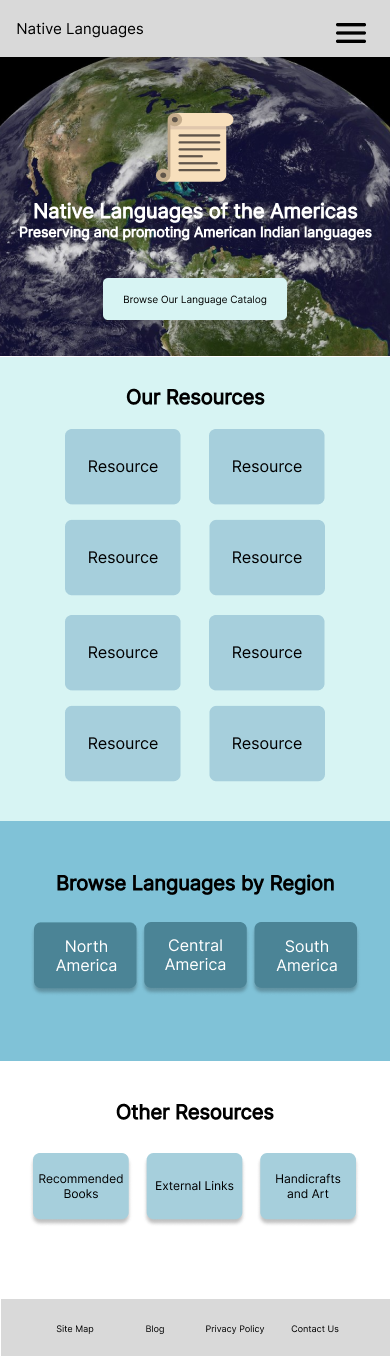 Native Languages
Native Languages of the Americas
Preserving and promoting American Indian languages
Browse Our Language Catalog
Our Resources
Resource Resource
Resource Resource
Resource Resource
Resource Resource
Browse Languages by Region
North
America
Central
America
South
America
Other Resources
Recommended
Books
External Links
Handicrafts
and Art
Site Map Blog Privacy Policy Contact Us